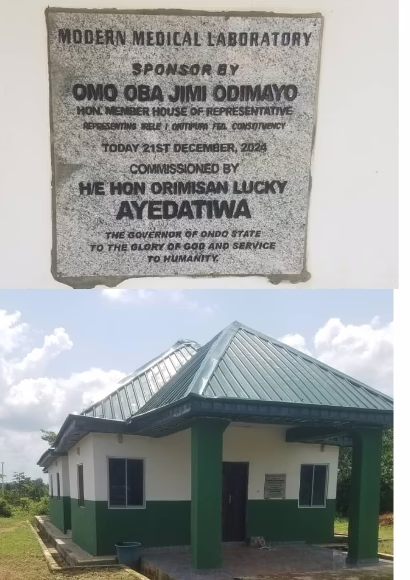 MODERN MEDICAL LABORATORY
SPONSOR BY
OMO OBA JIMI ODIMAYO
HON. MEMBER HOUSE OF REPRESENTATIVE
REPRESENTING IRELE / OKITIPUPA FED. CONSTITUENCY
TODAY 21ST DECEMBER, 2024
COMMISSIONED BY
H/E HON ORIMISAN LUCKY
AYEDATIWA
THE GOVERNOR OF ONDO STATE
TO THE GLORY OF GOD AND SERVICE
TO HUMANITY.